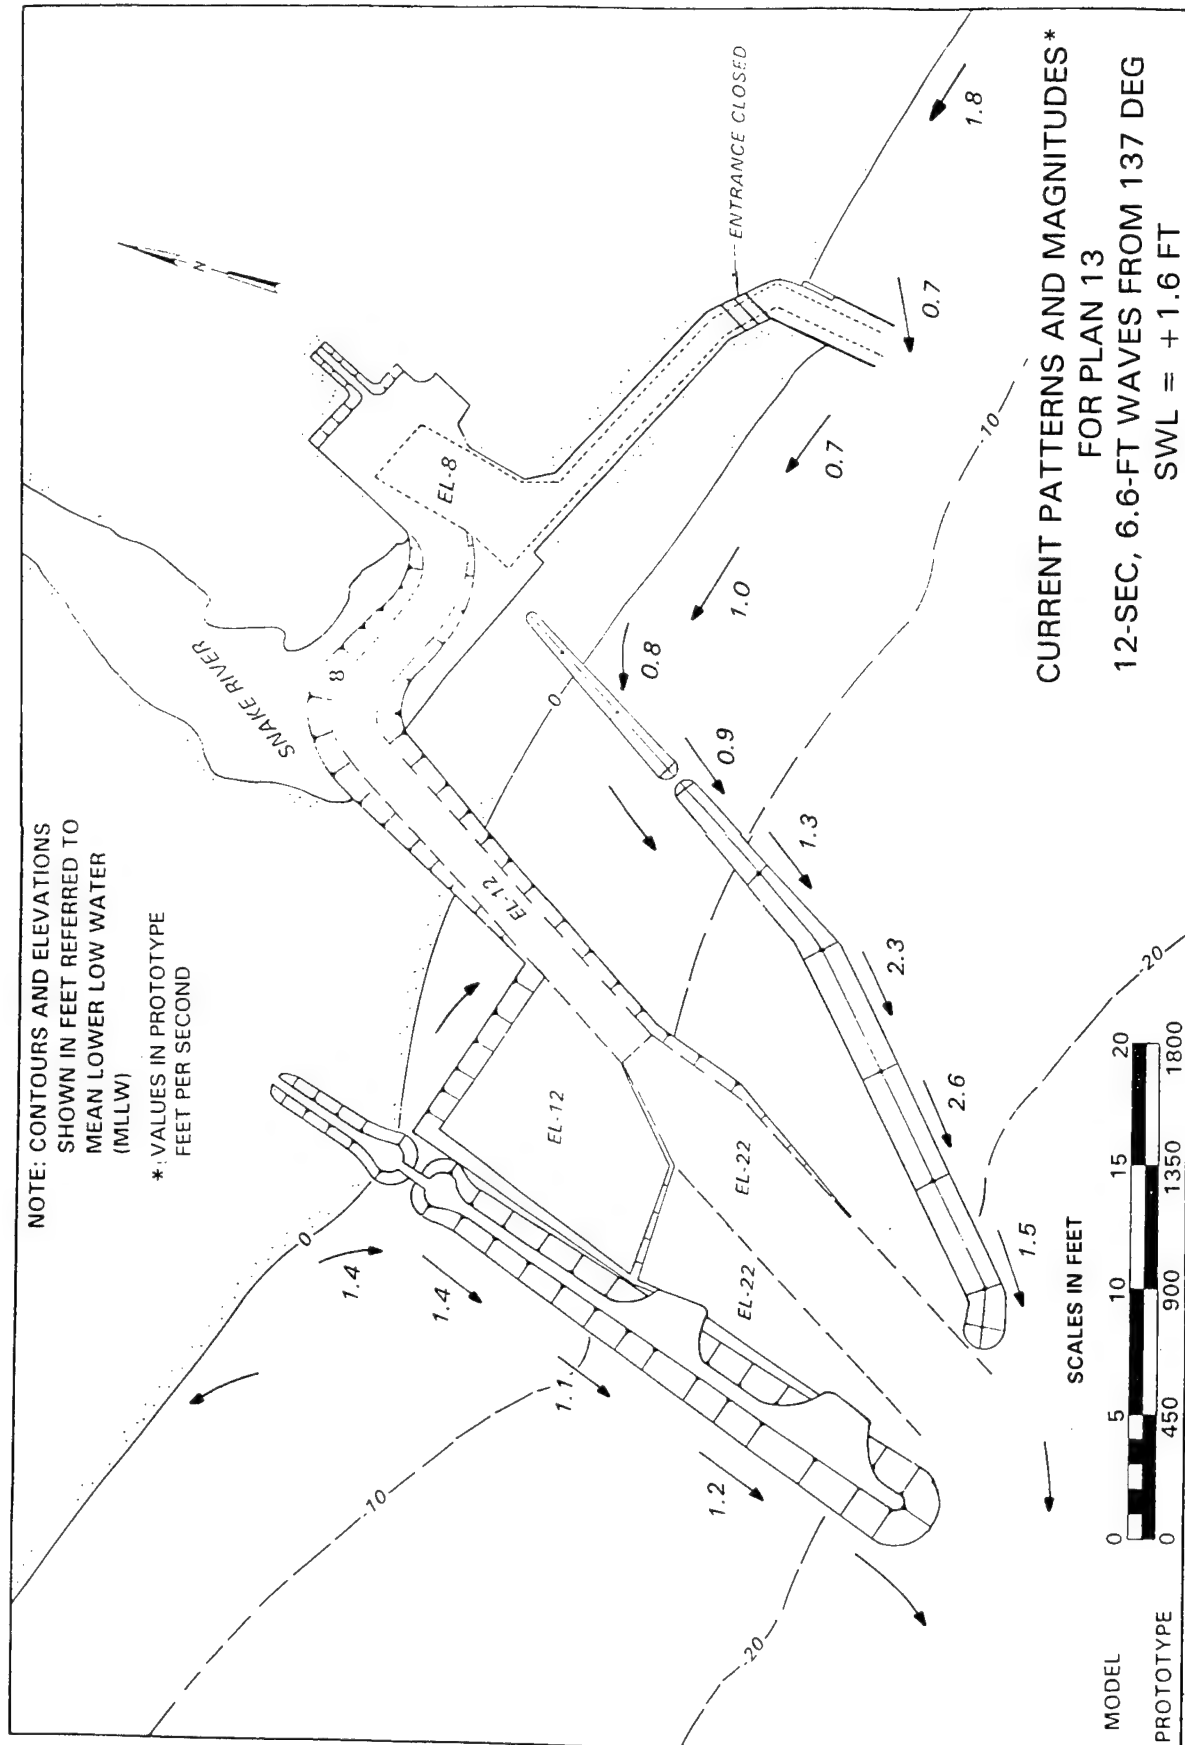 NOTE: CONTOURS AND ELEVATIONS
SHOWN IN FEET REFERRED TO
MEAN LOWER LOW WATER
(MLLW)
*: VALUES IN PROTOTYPE
FEET PER SECOND
SNAKE RIVER
8
N
EL-8
ENTRANCE CLOSED
EL-12
EL-12
EL-22
EL-22
0
0
-10
-10
-20
-20
1.4
1.4
1.1
1.2
0.8
0.9
1.3
2.3
2.6
1.5
1.0
0.7
0.7
1.8
SCALES IN FEET
MODEL 0 5 10 15 20
PROTOTYPE 0 450 900 1350 1800
CURRENT PATTERNS AND MAGNITUDES*
FOR PLAN 13
12-SEC, 6.6-FT WAVES FROM 137 DEG
SWL = +1.6 FT